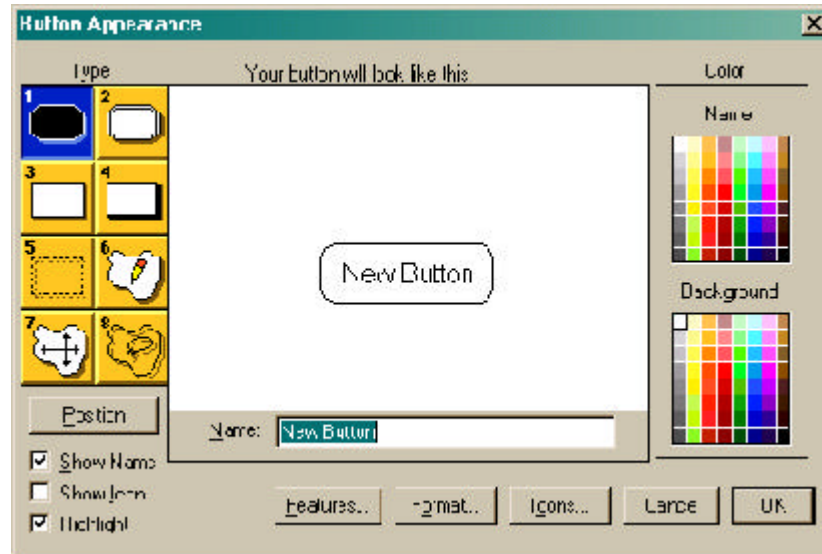 Button Appearance
Type
Your button will look like this
Color
1
2
3
4
5
6
7
8
New Button
Name
Background
Position
Name: New Button
Show Name
Show Icon
Highlight
Features...
Format...
Icons...
Cancel
OK